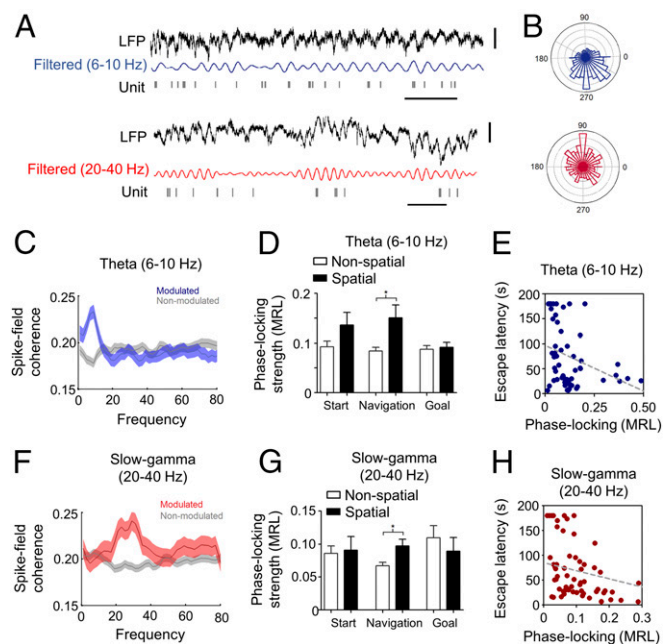 A
LFP
Filtered (6-10 Hz)
Unit
LFP
Filtered (20-40 Hz)
Unit
B
90
180
0
270
90
180
0
270
C
Theta (6-10 Hz)
Modulated
Non-modulated
Spike-field
coherence
0.25
0.20
0.15
0 20 40 60 80
Frequency
D
Theta (6-10 Hz)
Non-spatial
Spatial
Phase-locking
strength (MRL)
0.2
0.15
0.1
0.05
0
*
Start Navigation Goal
E
Theta (6-10 Hz)
Escape latency (s)
200
150
100
50
0
0 0.25 0.50
Phase-locking (MRL)
F
Slow-gamma
(20-40 Hz)
Modulated
Non-modulated
Spike-field
coherence
0.25
0.20
0.15
0 20 40 60 80
Frequency
G
Slow-gamma
(20-40 Hz)
Non-spatial
Spatial
Phase-locking
strength (MRL)
0.15
0.10
0.05
0
*
Start Navigation Goal
H
Slow-gamma
(20-40 Hz)
Escape latency (s)
200
150
100
50
0
0 0.1 0.2 0.3
Phase-locking (MRL)